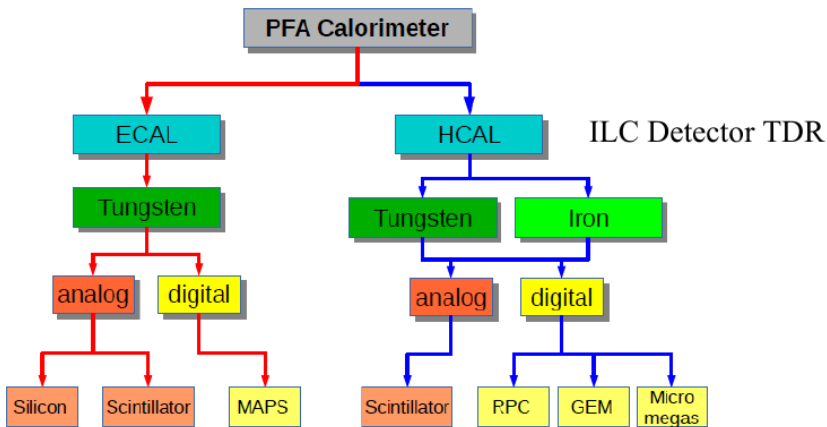 PFA Calorimeter
ECAL
HCAL
ILC Detector TDR
Tungsten
Tungsten
Iron
analog
digital
analog
digital
Silicon
Scintillator
MAPS
Scintillator
RPC
GEM
Micro
megas